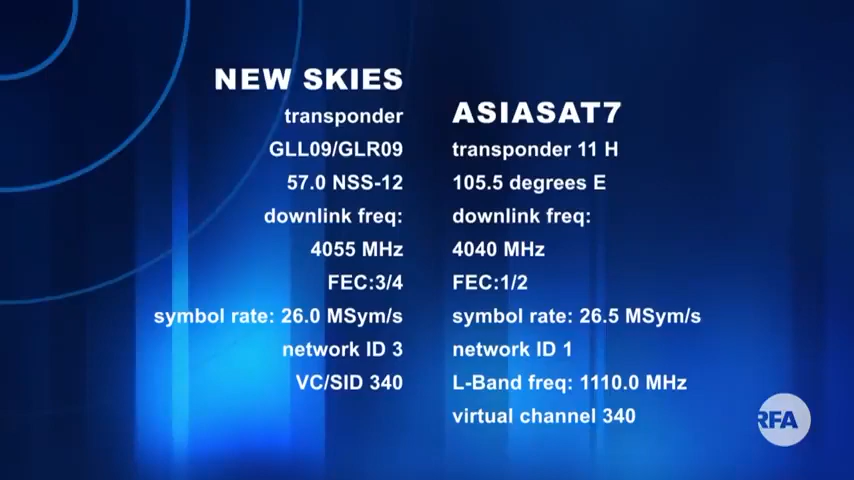 NEW SKIES
transponder
GLL09/GLR09
57.0 NSS-12
downlink freq:
4055 MHz
FEC:3/4
symbol rate: 26.0 MSym/s
network ID 3
VC/SID 340
ASIASAT7
transponder 11 H
105.5 degrees E
downlink freq:
4040 MHz
FEC:1/2
symbol rate: 26.5 MSym/s
network ID 1
L-Band freq: 1110.0 MHz
virtual channel 340
RFA